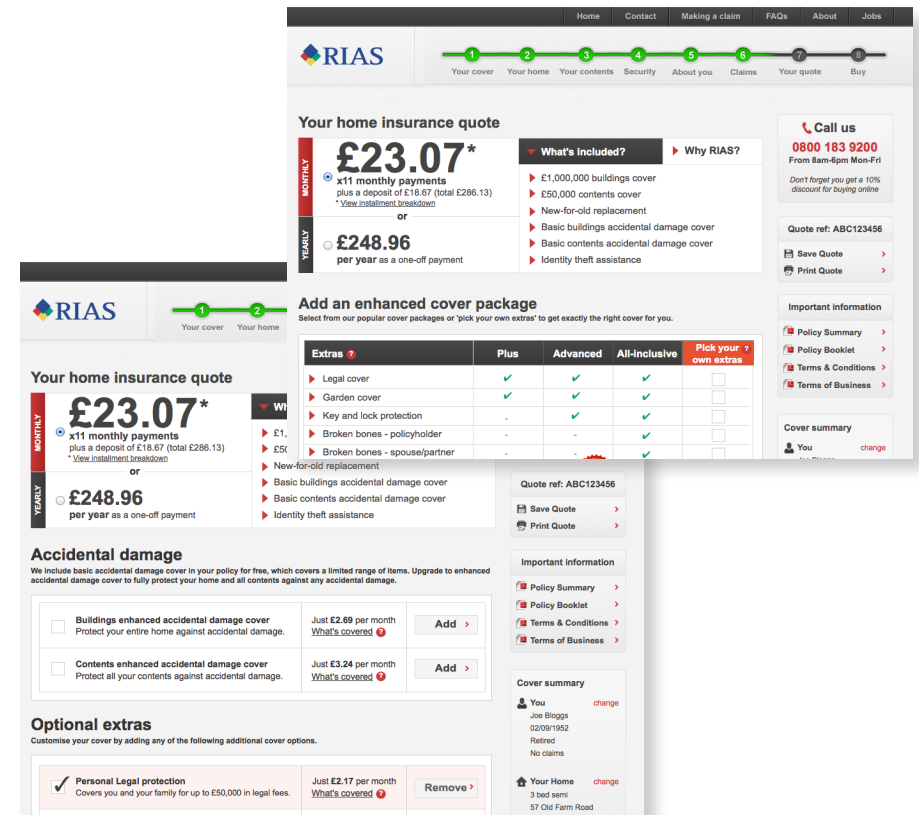 Home Contact Making a claim FAQs About Jobs
RIAS
1 2 3 4 5 6 7 8
Your cover Your home Your contents Security About you Claims Your quote Buy
Your home insurance quote
MONTHLY
£23.07*
x11 monthly payments
plus a deposit of £18.67 (total £286.13)
* View installment breakdown
or
YEARLY
£248.96
per year as a one-off payment
What's included?
Why RIAS?
£1,000,000 buildings cover
£50,000 contents cover
New-for-old replacement
Basic buildings accidental damage cover
Basic contents accidental damage cover
Identity theft assistance
Call us
0800 183 9200
From 8am-6pm Mon-Fri
Don't forget you get a 10%
discount for buying online
Quote ref: ABC123456
Save Quote
Print Quote
Important information
Policy Summary
Policy Booklet
Terms & Conditions
Terms of Business
Cover summary
You change
Add an enhanced cover package
Select from our popular cover packages or 'pick your own extras' to get exactly the right cover for you.
Extras ? Plus Advanced All-inclusive Pick your ?
own extras
Legal cover
Garden cover
Key and lock protection -
Broken bones - policyholder - -
Broken bones - spouse/partner - -
RIAS
1 2
Your cover Your home
Your home insurance quote
MONTHLY
£23.07*
x11 monthly payments
plus a deposit of £18.67 (total £286.13)
* View installment breakdown
or
YEARLY
£248.96
per year as a one-off payment
Wh
£1,
£50
New-for-old replacement
Basic buildings accidental damage cover
Basic contents accidental damage cover
Identity theft assistance
Accidental damage
We include basic accidental damage cover in your policy for free, which covers a limited range of items. Upgrade to enhanced
accidental damage cover to fully protect your home and all contents against any accidental damage.
Buildings enhanced accidental damage cover
Protect your entire home against accidental damage.
Just £2.69 per month
What's covered ?
Add
Contents enhanced accidental damage cover
Protect all your contents against accidental damage.
Just £3.24 per month
What's covered ?
Add
Optional extras
Customise your cover by adding any of the following additional cover options.
Personal Legal protection
Covers you and your family for up to £50,000 in legal fees.
Just £2.17 per month
What's covered ?
Remove
Quote ref: ABC123456
Save Quote
Print Quote
Important information
Policy Summary
Policy Booklet
Terms & Conditions
Terms of Business
Cover summary
You change
Joe Bloggs
02/09/1952
Retired
No claims
Your Home change
3 bed semi
57 Old Farm Road